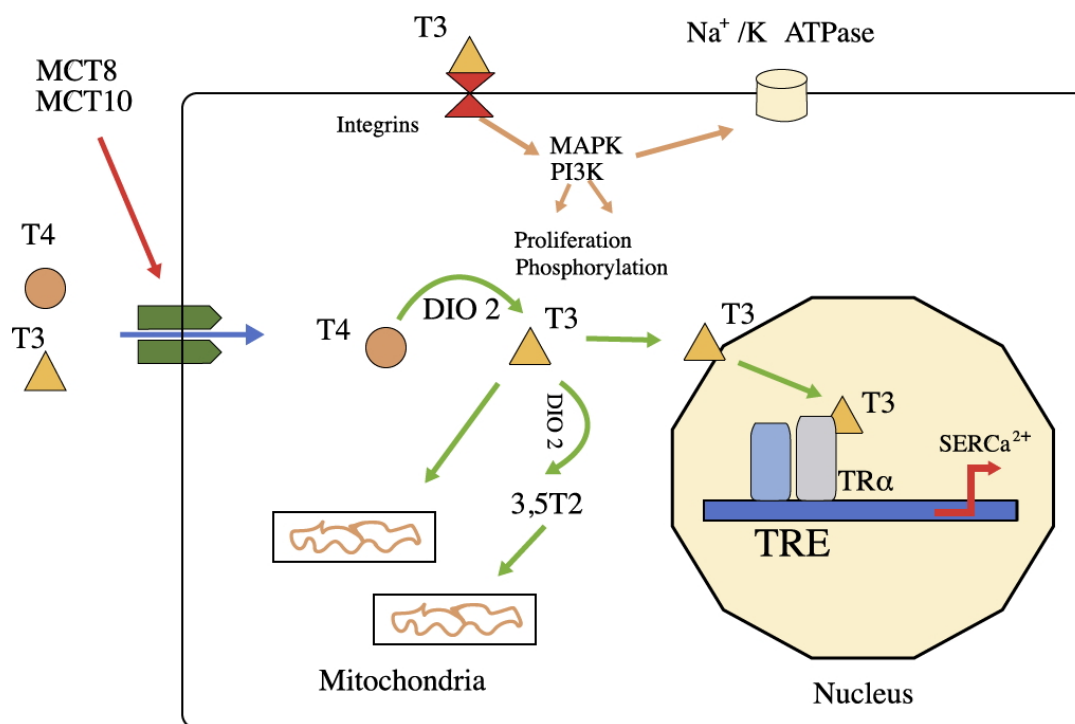 T3
Na⁺ /K ATPase
MCT8
MCT10
Integrins
MAPK
PI3K
Proliferation
Phosphorylation
T4
T3
T4
DIO 2
T3
T3
T3
DIO 2
SERCa²⁺
TRα
3,5T2
TRE
Mitochondria
Nucleus